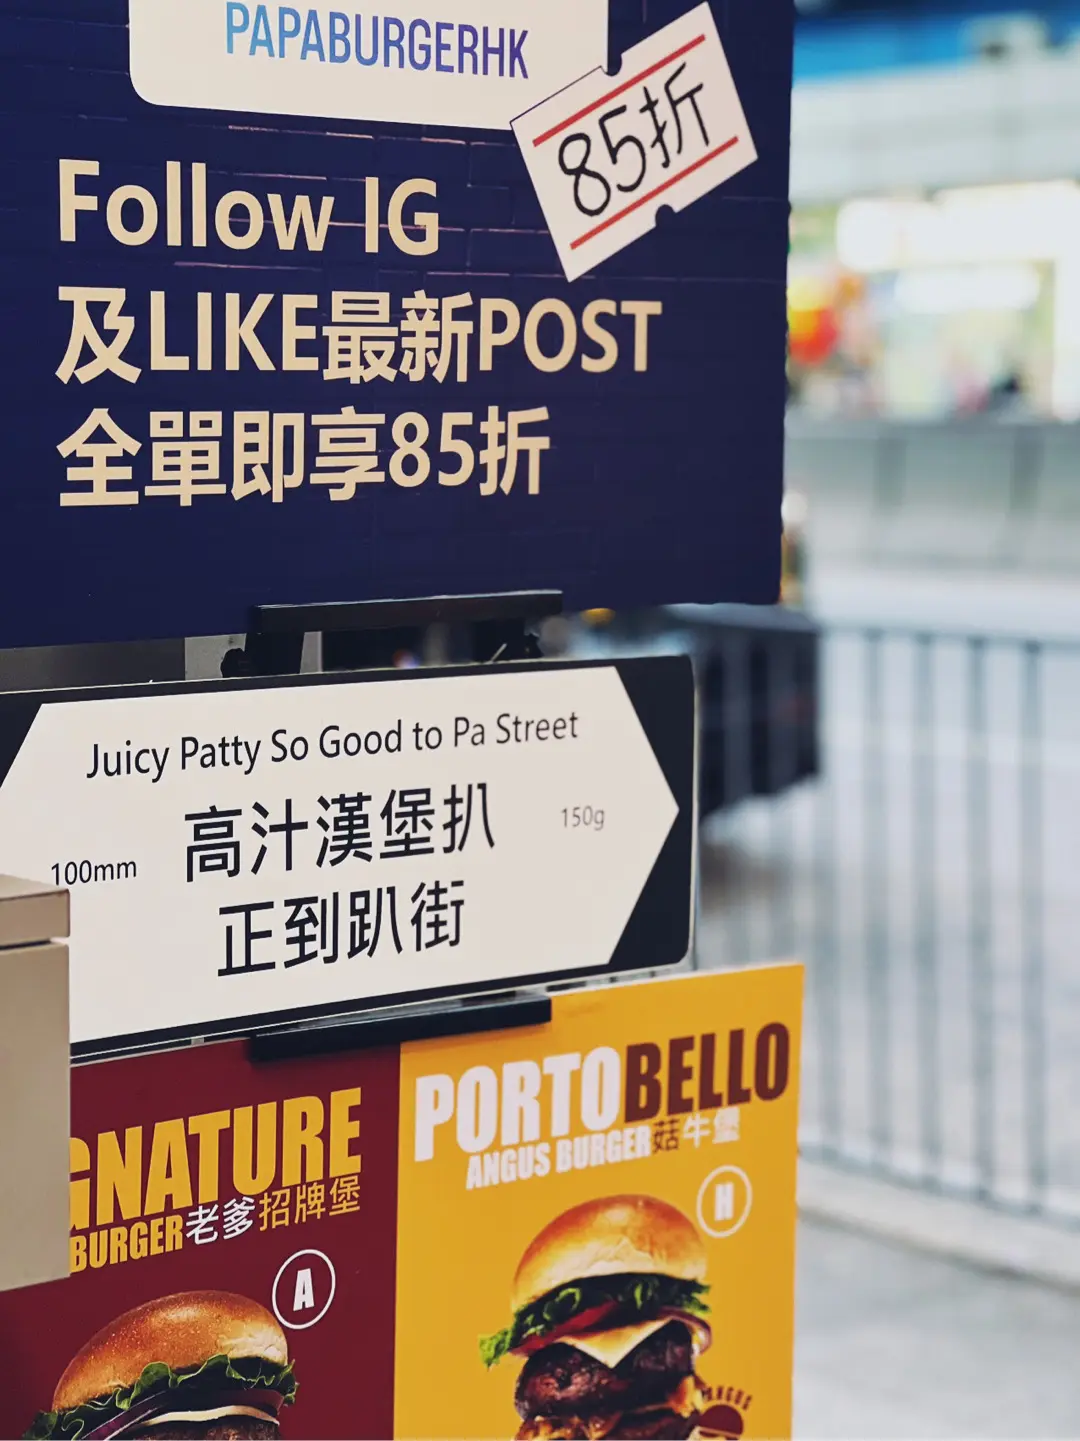 PAPABURGERHK
85折
Follow IG
及LIKE最新POST
全單即享85折
Juicy Patty So Good to Pa Street
高汁漢堡扒
100mm
150g
正到趴街
GNATURE
BURGER老爹招牌堡
A
PORTOBELLO
ANGUS BURGER菇牛堡
H
ANGUS